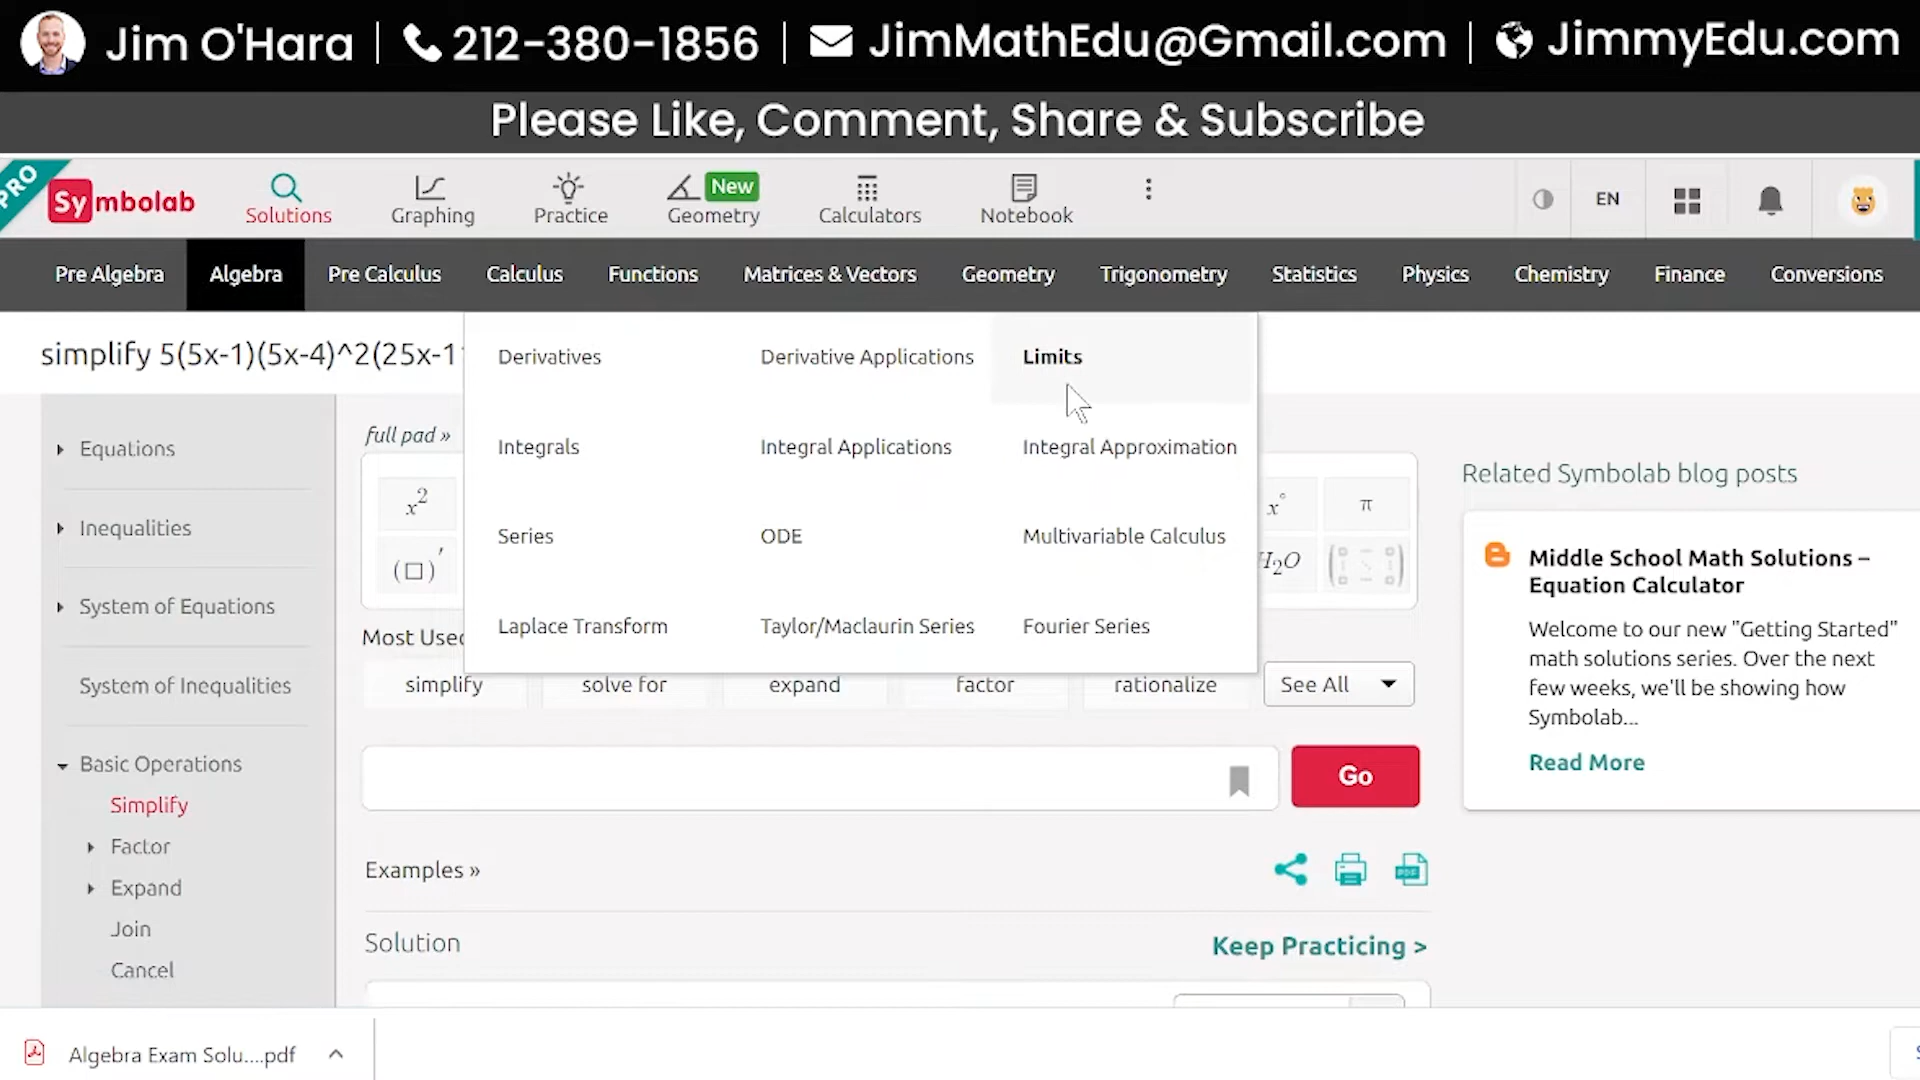 Jim O'Hara | 212-380-1856 | JimMathEdu@Gmail.com | JimmyEdu.com
Please Like, Comment, Share & Subscribe
PRO
Symbolab
Solutions
Graphing
Practice
New
Geometry
Calculators
Notebook
EN
Pre Algebra
Algebra
Pre Calculus
Calculus
Functions
Matrices & Vectors
Geometry
Trigonometry
Statistics
Physics
Chemistry
Finance
Conversions
simplify 5(5x-1)(5x-4)^2(25x-1
Derivatives
Derivative Applications
Limits
Integrals
Integral Applications
Integral Approximation
Series
ODE
Multivariable Calculus
Laplace Transform
Taylor/Maclaurin Series
Fourier Series
Equations
Inequalities
System of Equations
System of Inequalities
Basic Operations
Simplify
Factor
Expand
Join
Cancel
full pad »
x^2
(□)′
x°
π
H₂O
Most Used
simplify
solve for
expand
factor
rationalize
See All
Go
Examples »
PDF
Solution
Keep Practicing >
Related Symbolab blog posts
Middle School Math Solutions –
Equation Calculator
Welcome to our new "Getting Started"
math solutions series. Over the next
few weeks, we'll be showing how
Symbolab...
Read More
Algebra Exam Solu....pdf